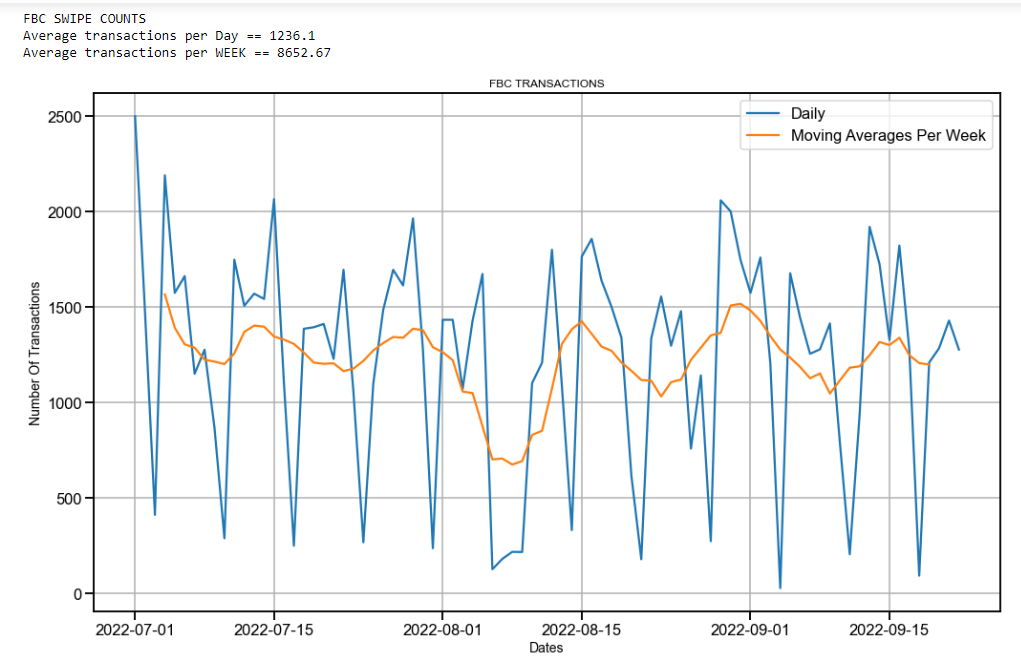 FBC SWIPE COUNTS
Average transactions per Day == 1236.1
Average transactions per WEEK == 8652.67
FBC TRANSACTIONS
Daily
Moving Averages Per Week
2500
2000
1500
1000
500
0
Number Of Transactions
2022-07-01 2022-07-15 2022-08-01 2022-08-15 2022-09-01 2022-09-15
Dates